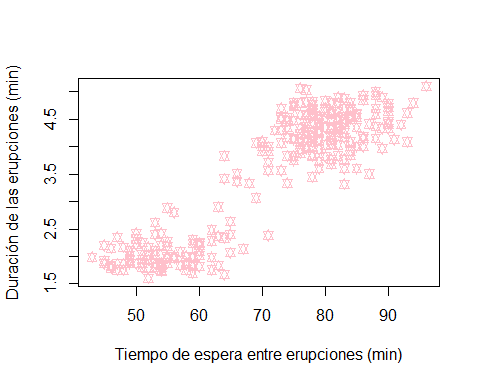 Duración de las erupciones (min)
4.5
3.5
2.5
1.5
50 60 70 80 90
Tiempo de espera entre erupciones (min)